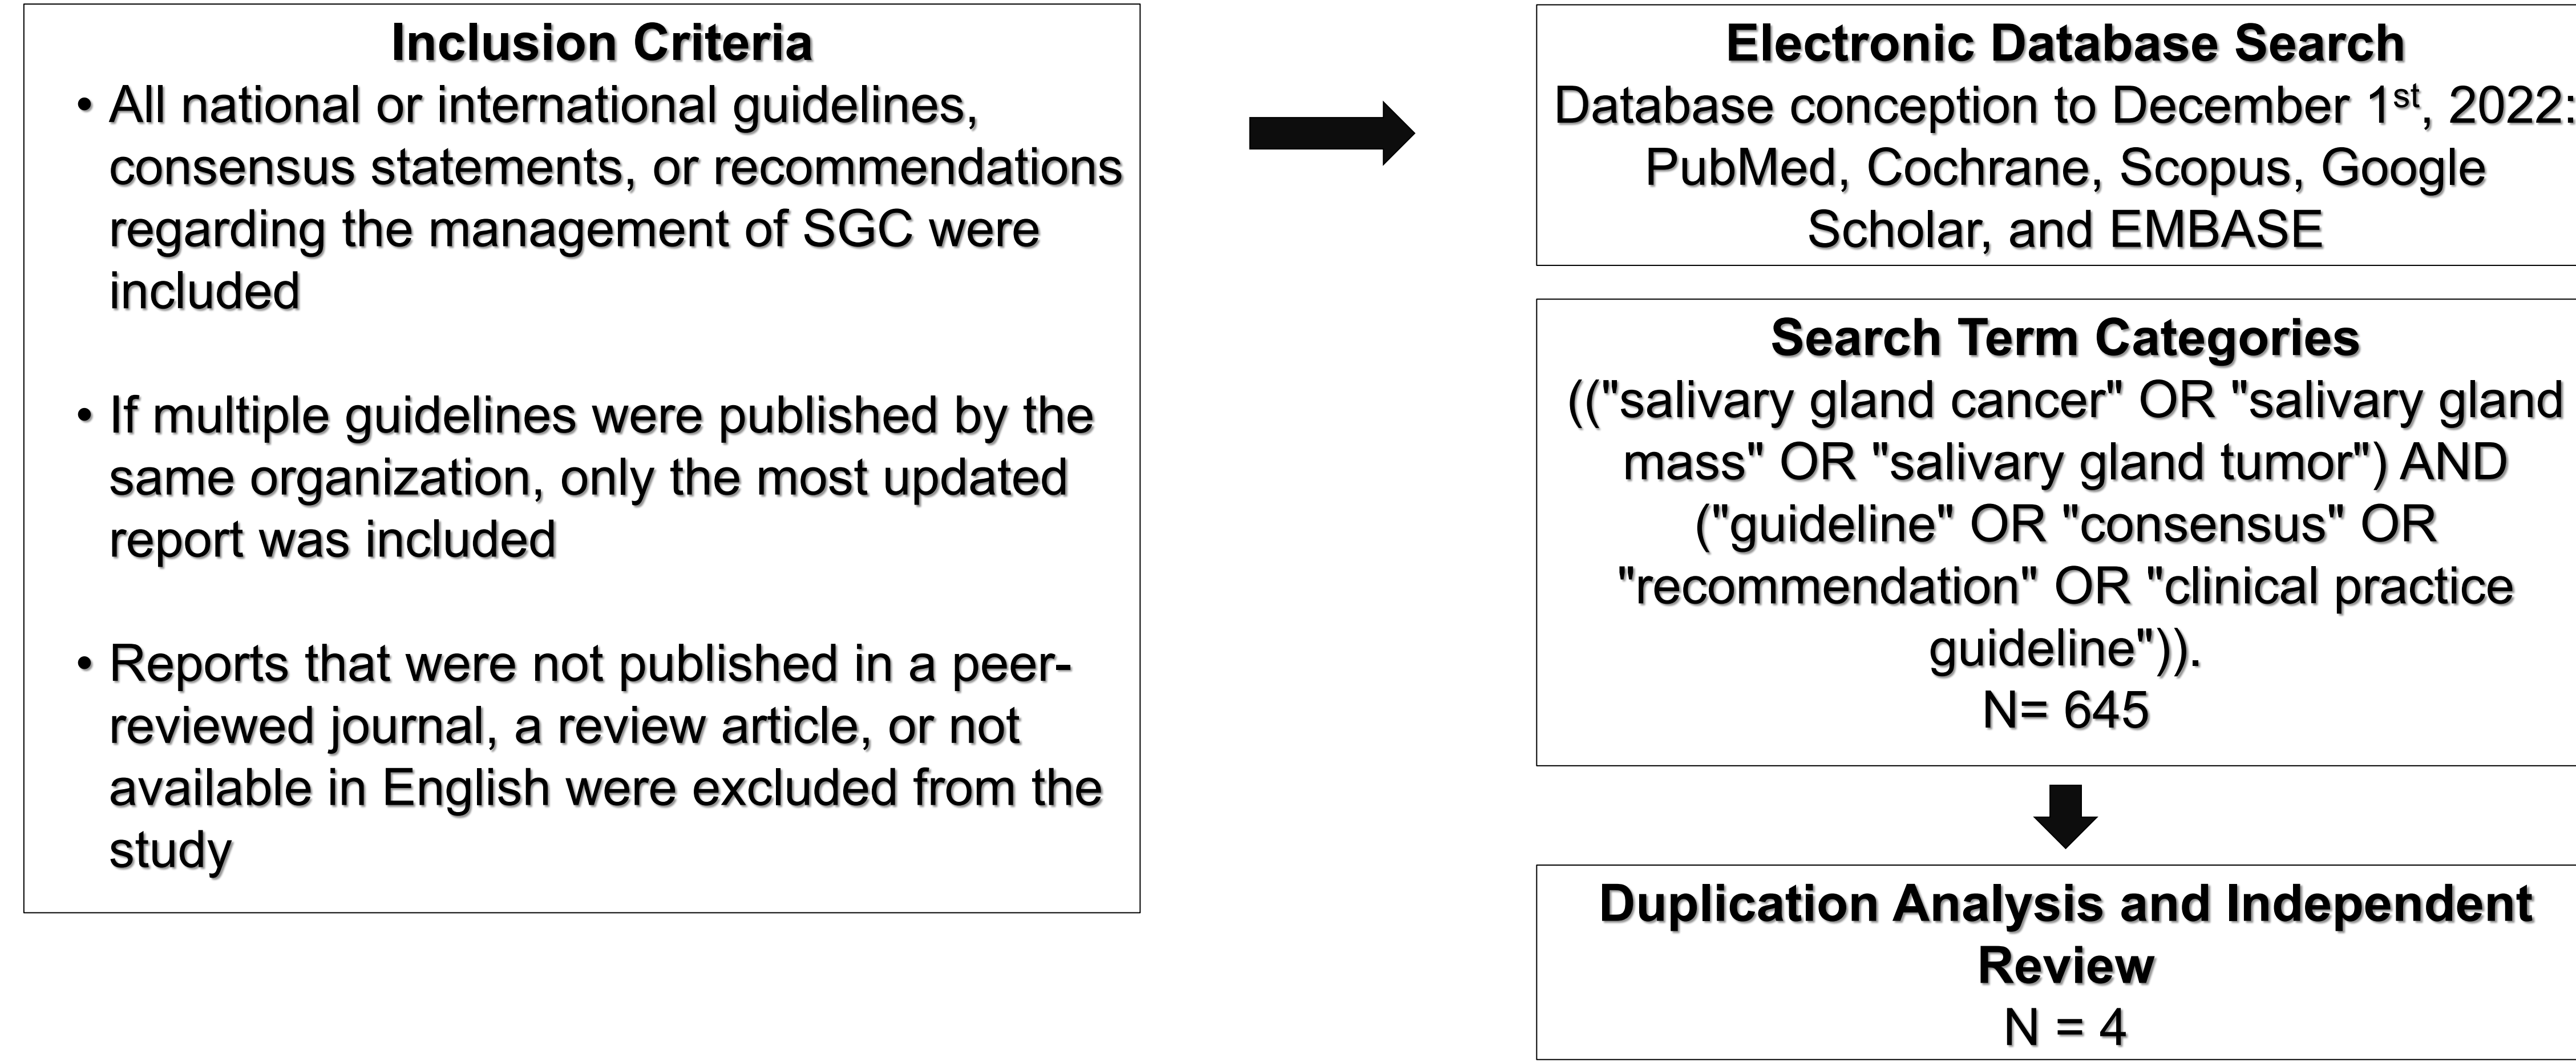 Inclusion Criteria
• All national or international guidelines,
consensus statements, or recommendations
regarding the management of SGC were
included
• If multiple guidelines were published by the
same organization, only the most updated
report was included
• Reports that were not published in a peer-
reviewed journal, a review article, or not
available in English were excluded from the
study
Electronic Database Search
Database conception to December 1st, 2022:
PubMed, Cochrane, Scopus, Google
Scholar, and EMBASE
Search Term Categories
(("salivary gland cancer" OR "salivary gland
mass" OR "salivary gland tumor") AND
("guideline" OR "consensus" OR
"recommendation" OR "clinical practice
guideline")).
N= 645
Duplication Analysis and Independent
Review
N = 4